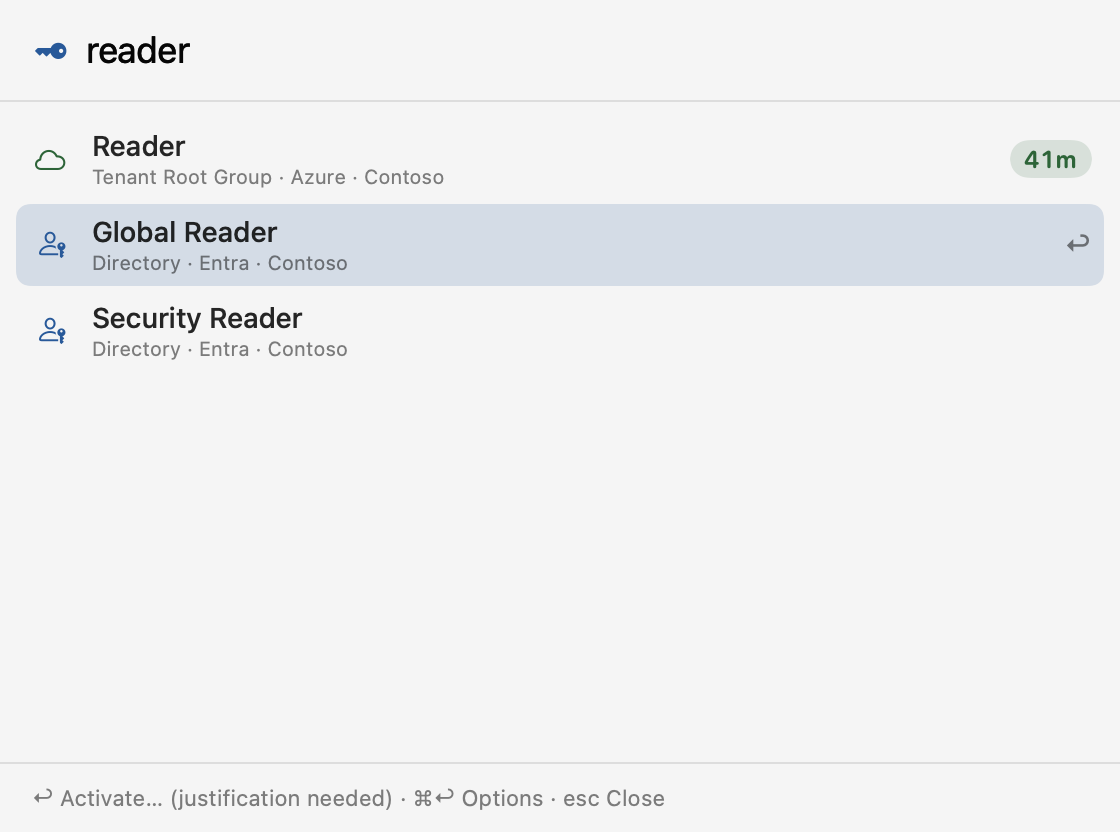 reader
Reader
Tenant Root Group · Azure · Contoso
41m
Global Reader
Directory · Entra · Contoso
↩
Security Reader
Directory · Entra · Contoso
↩ Activate… (justification needed) · ⌘↩ Options · esc Close